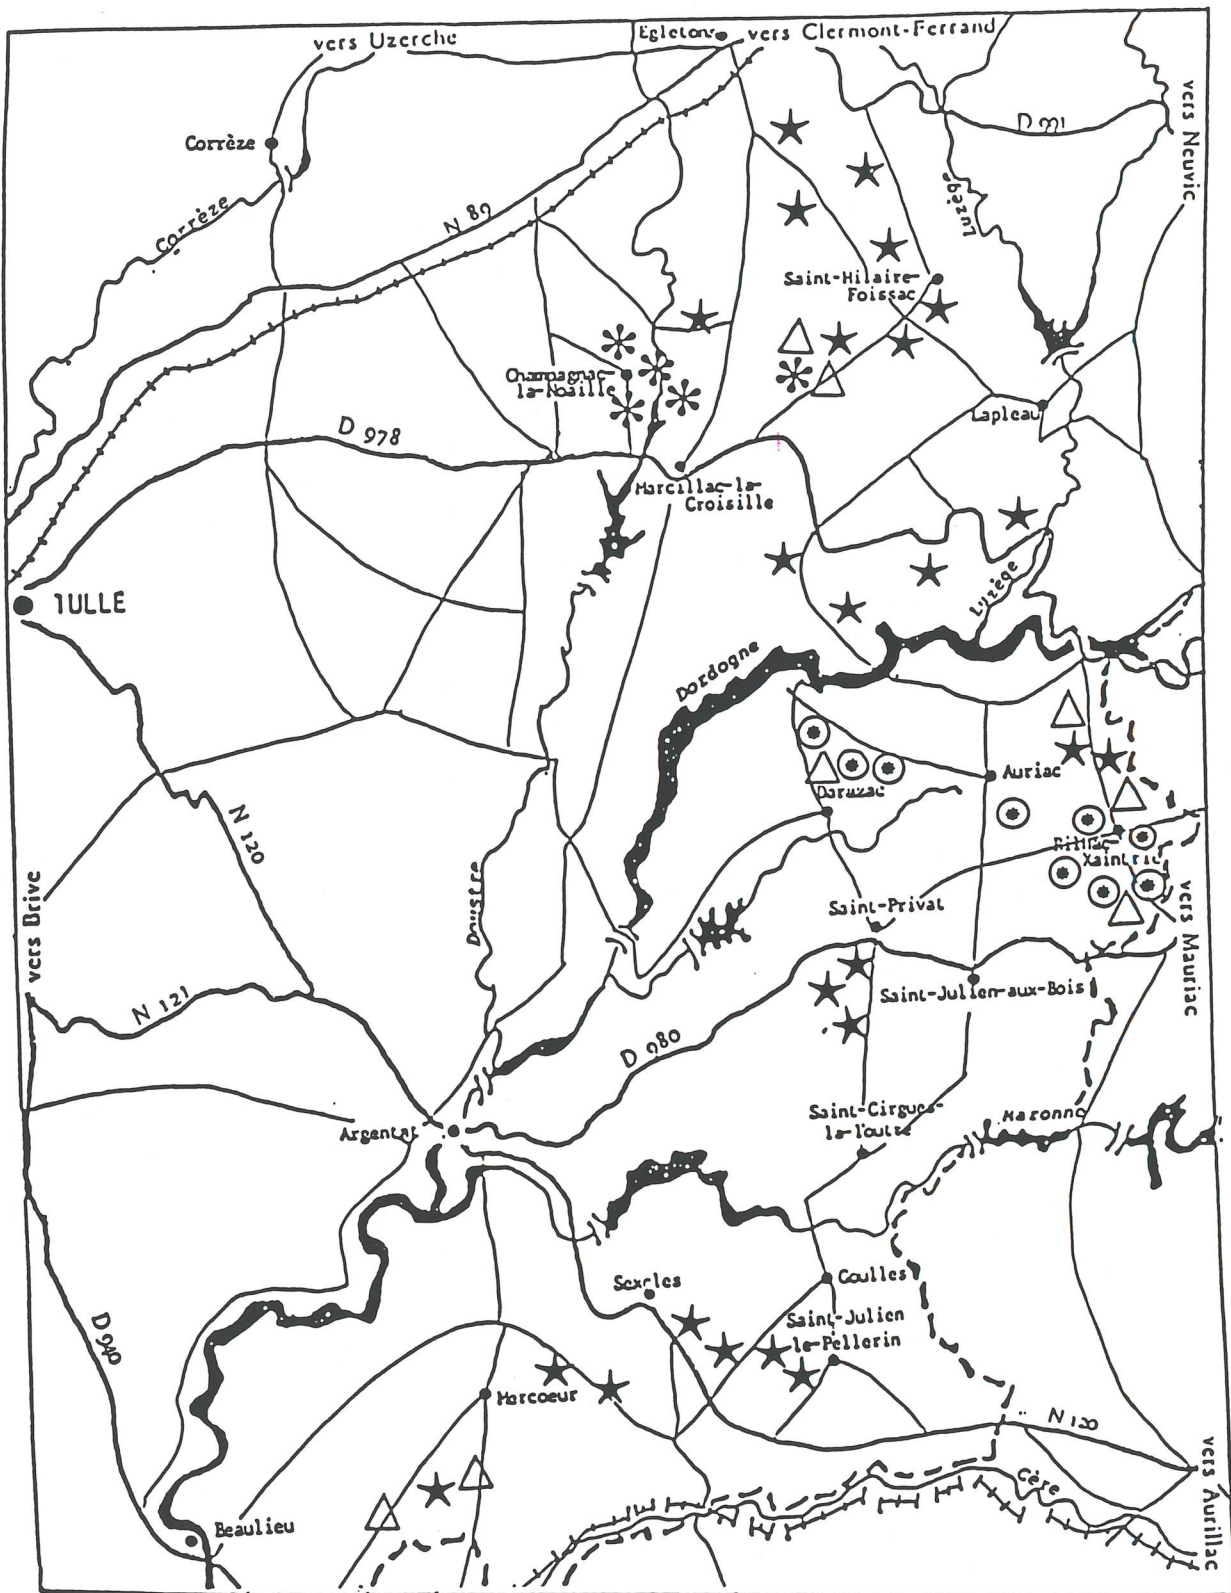 vers Uzerche
Egletons
vers Clermont-Ferrand
Corrèze
Corrèze
N 89
D 991
vers Neuvic
Luzège
Saint-Hilaire-
Foissac
Champagnac-
la-Noaille
D 978
Lapleau
Marcillac-la-
Croisille
TULLE
Luzège
Dordogne
Auriac
Darazac
N 120
Xaintrie
Doustre
Saint-Privat
vers Brive
vers Mauriac
N 121
Saint-Julien-aux-Bois
D 980
Saint-Cirgues-
la-loutre
Maronne
Argentat
Sexcles
Goulles
Saint-Julien
le-Pellerin
D 940
Mercoeur
N 120
Cère
vers Aurillac
Beaulieu